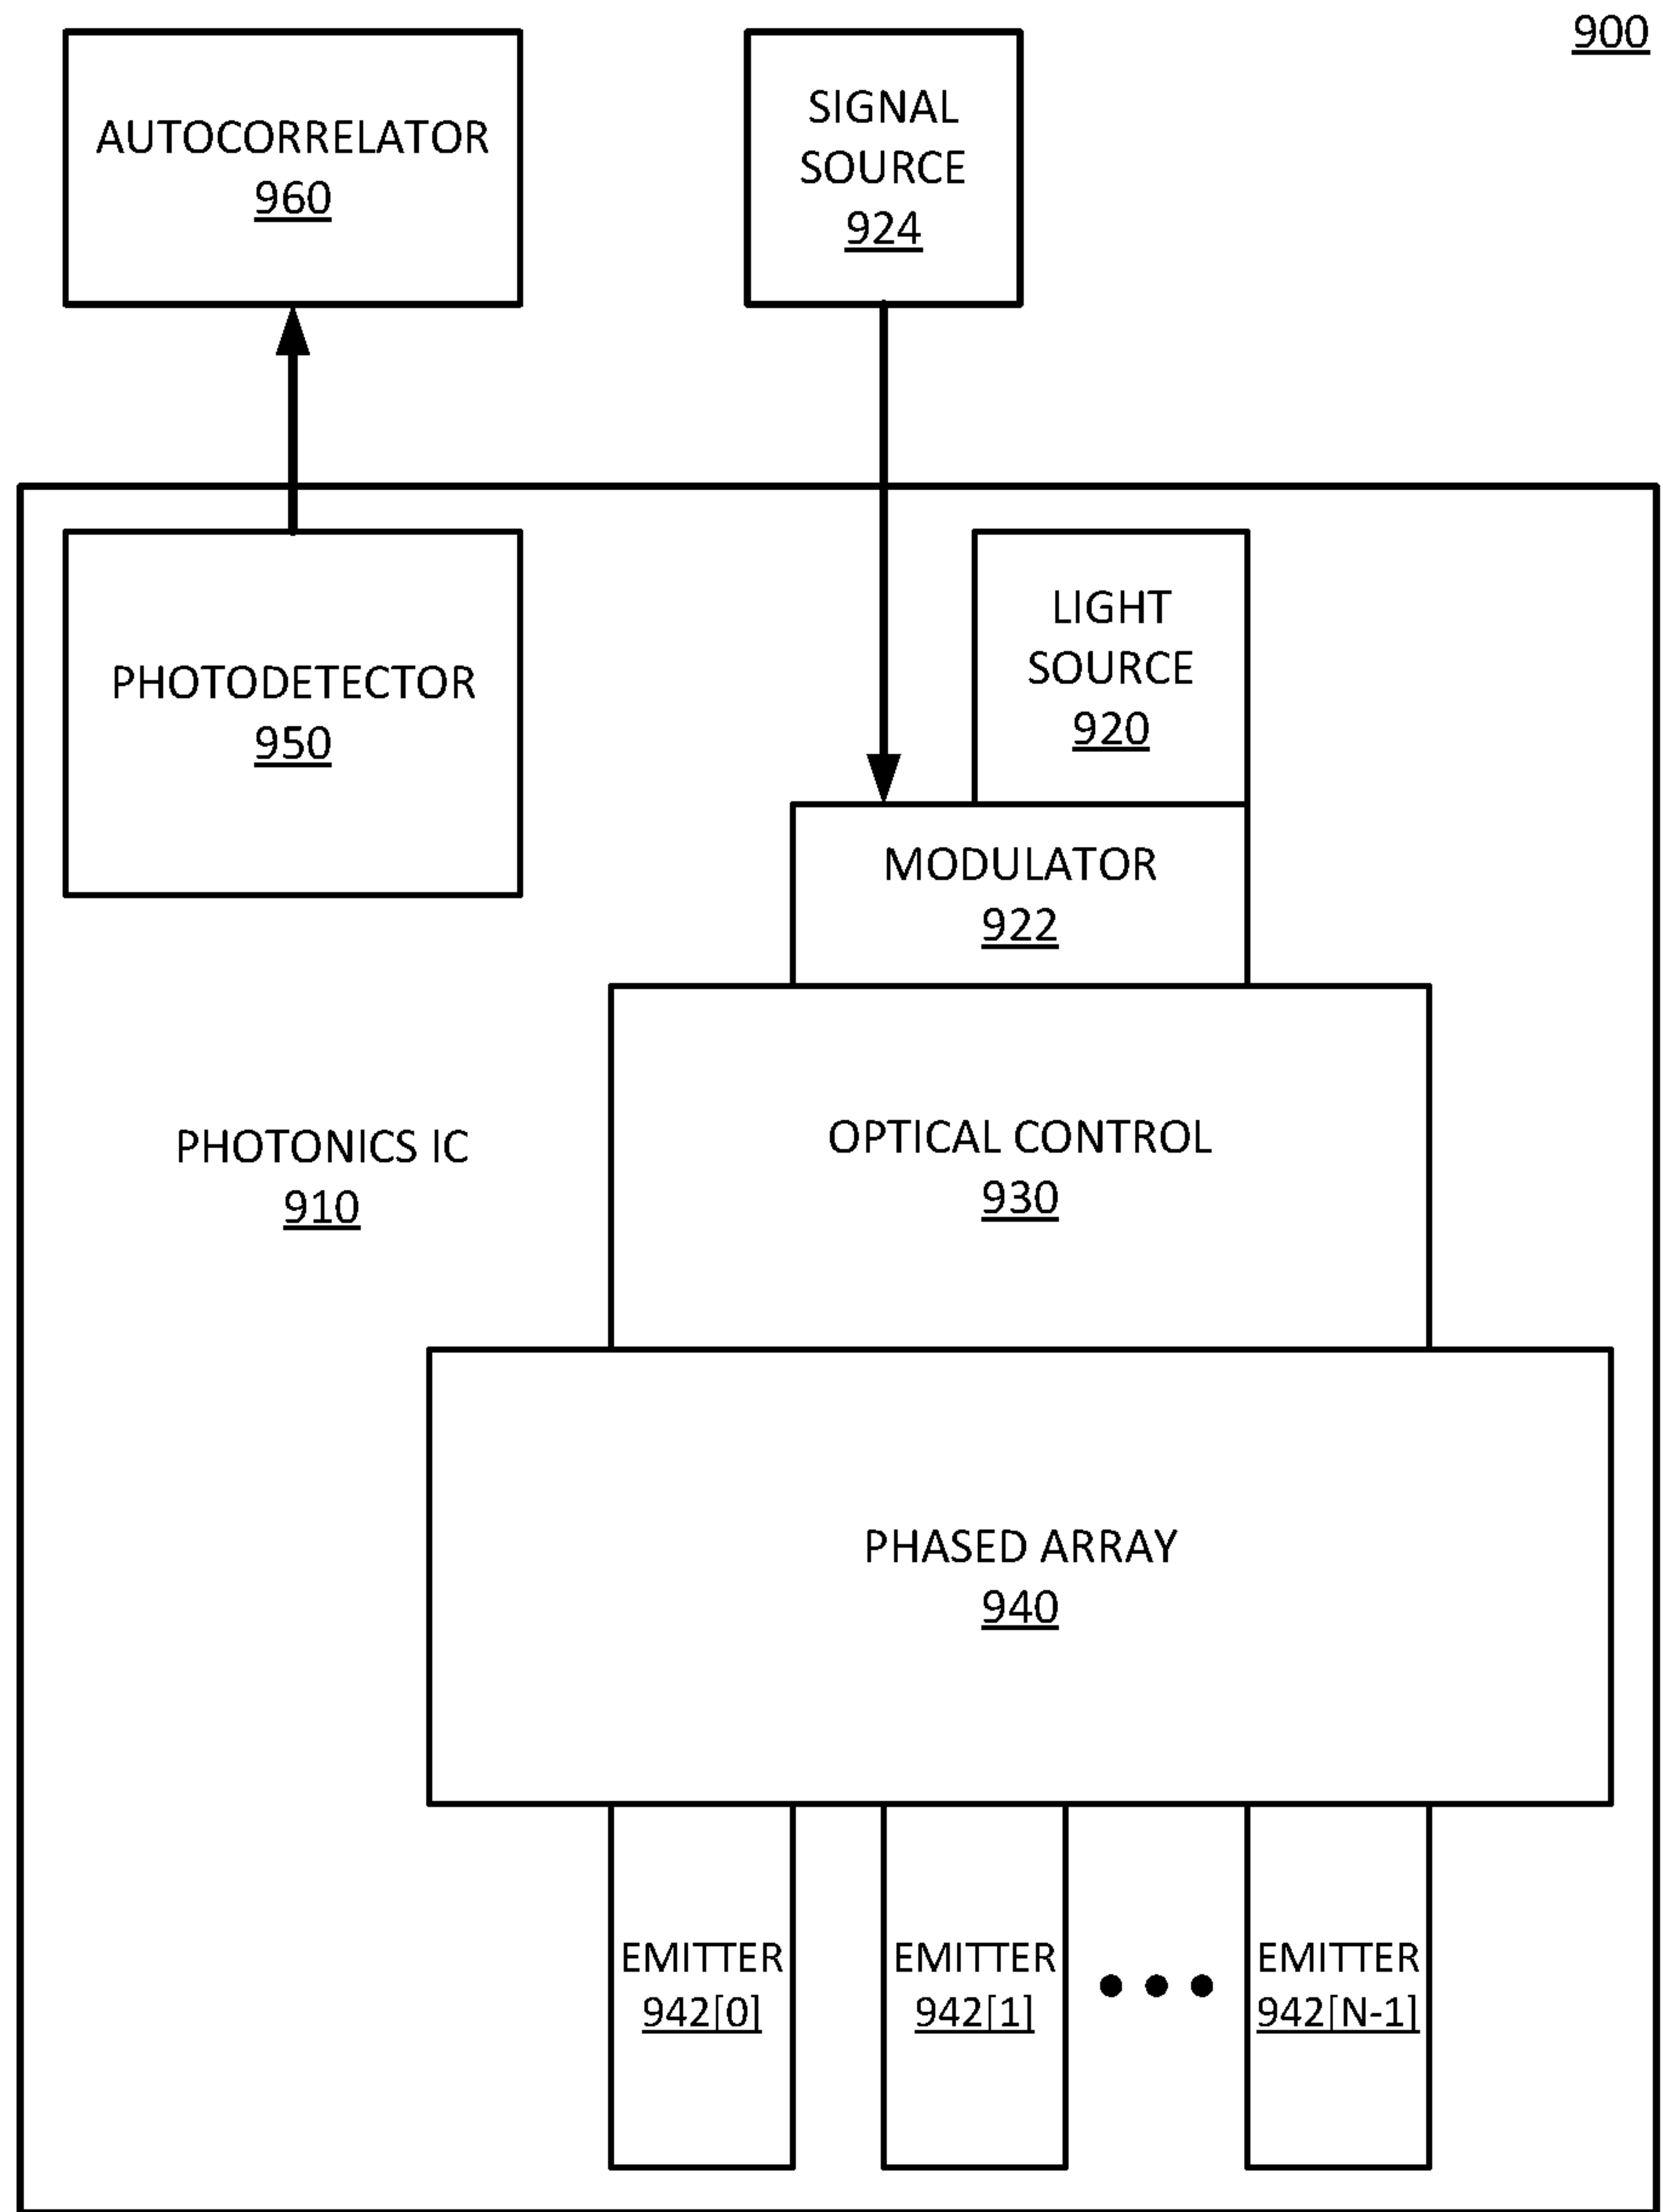 900
AUTOCORRELATOR
960
SIGNAL
SOURCE
924
PHOTODETECTOR
950
LIGHT
SOURCE
920
MODULATOR
922
PHOTONICS IC
910
OPTICAL CONTROL
930
PHASED ARRAY
940
EMITTER
942[0]
EMITTER
942[1]
EMITTER
942[N-1]